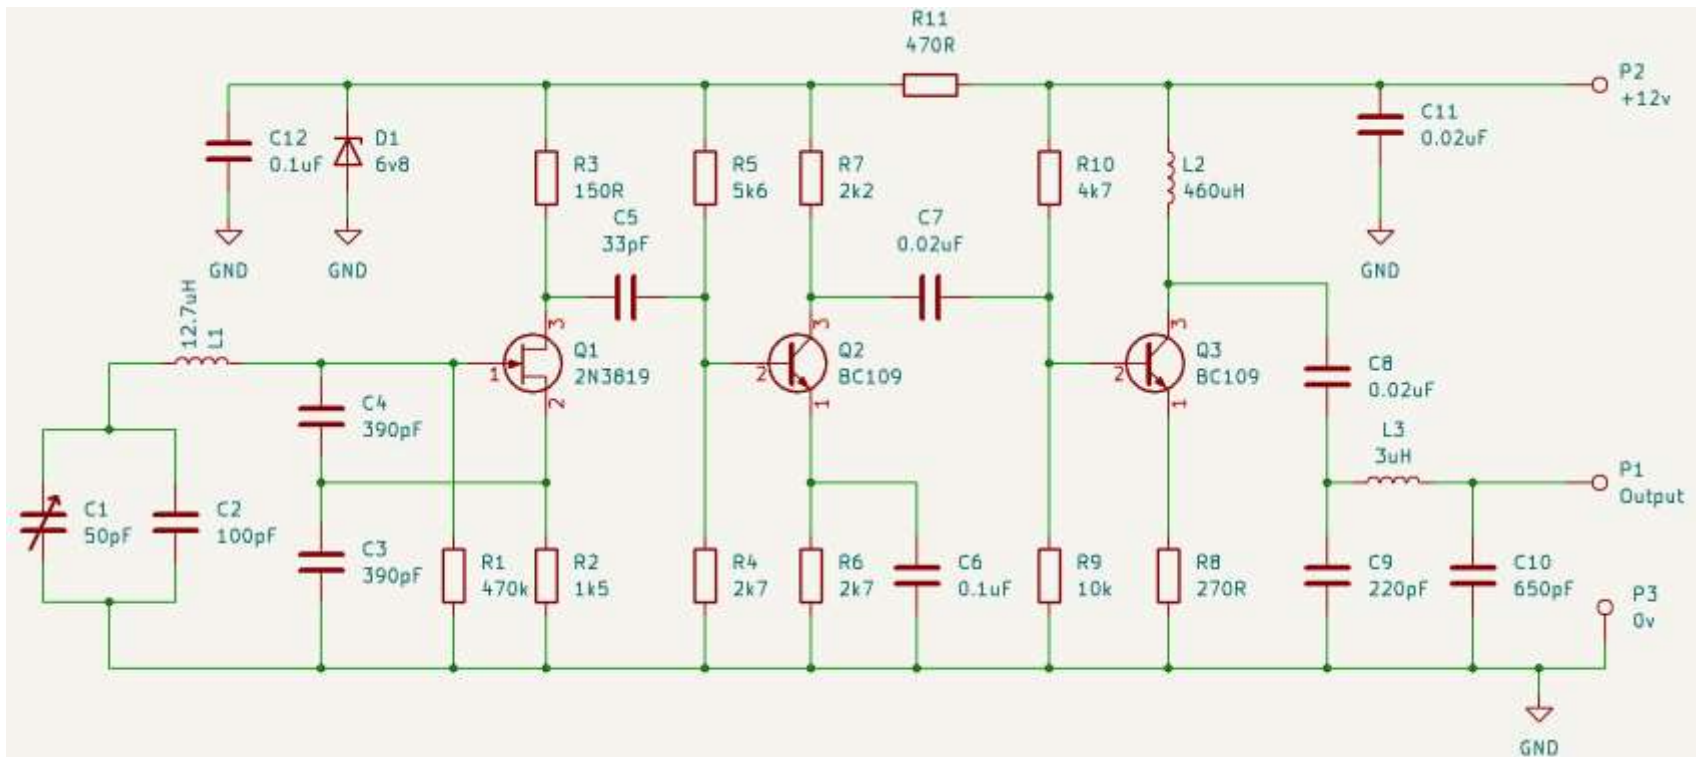 R11
470R
P2
+12v
C12
0.1uF
D1
6v8
R3
150R
R5
5k6
R7
2k2
R10
4k7
L2
460uH
C11
0.02uF
C5
33pF
C7
0.02uF
GND
GND
GND
12.7uH
L1
3
1
2
Q1
2N3819
3
2
1
Q2
BC109
3
2
1
Q3
BC109
C8
0.02uF
C4
390pF
L3
3uH
P1
Output
C1
50pF
C2
100pF
C3
390pF
R1
470k
R2
1k5
R4
2k7
R6
2k7
C6
0.1uF
R9
10k
R8
270R
C9
220pF
C10
650pF
P3
0v
GND